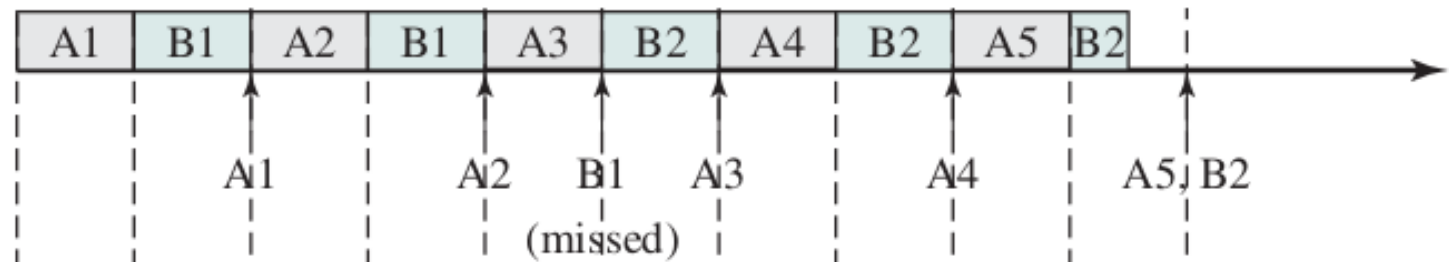 A1 B1 A2 B1 A3 B2 A4 B2 A5 B2
A1 A2 B1 A3 A4 A5, B2
(missed)